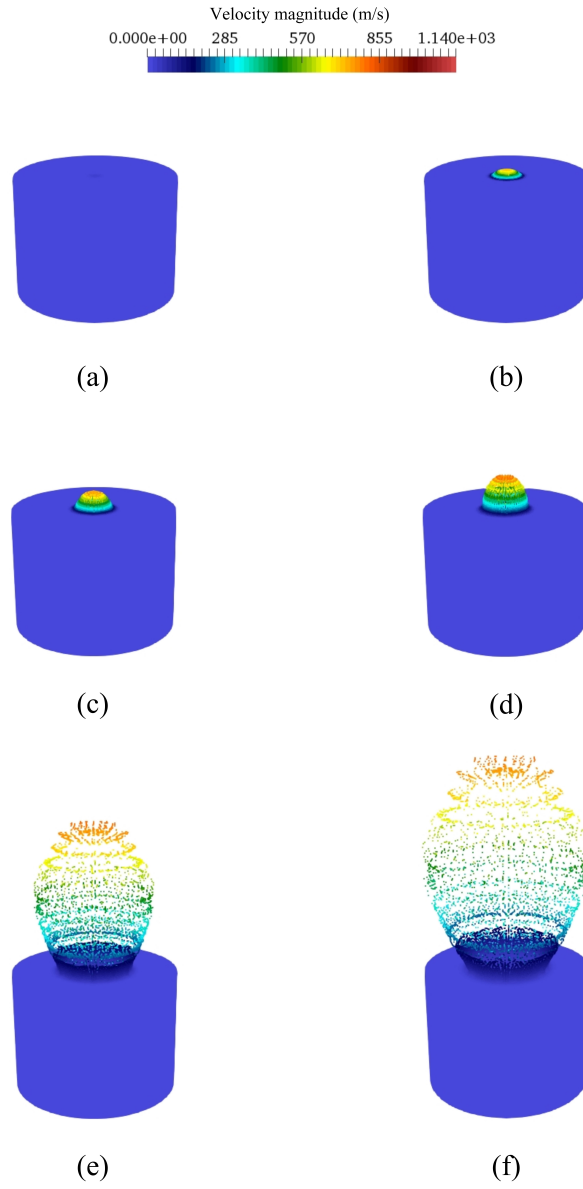 Velocity magnitude (m/s)
0.000e+00 285 570 855 1.140e+03
(a) (b)
(c) (d)
(e) (f)